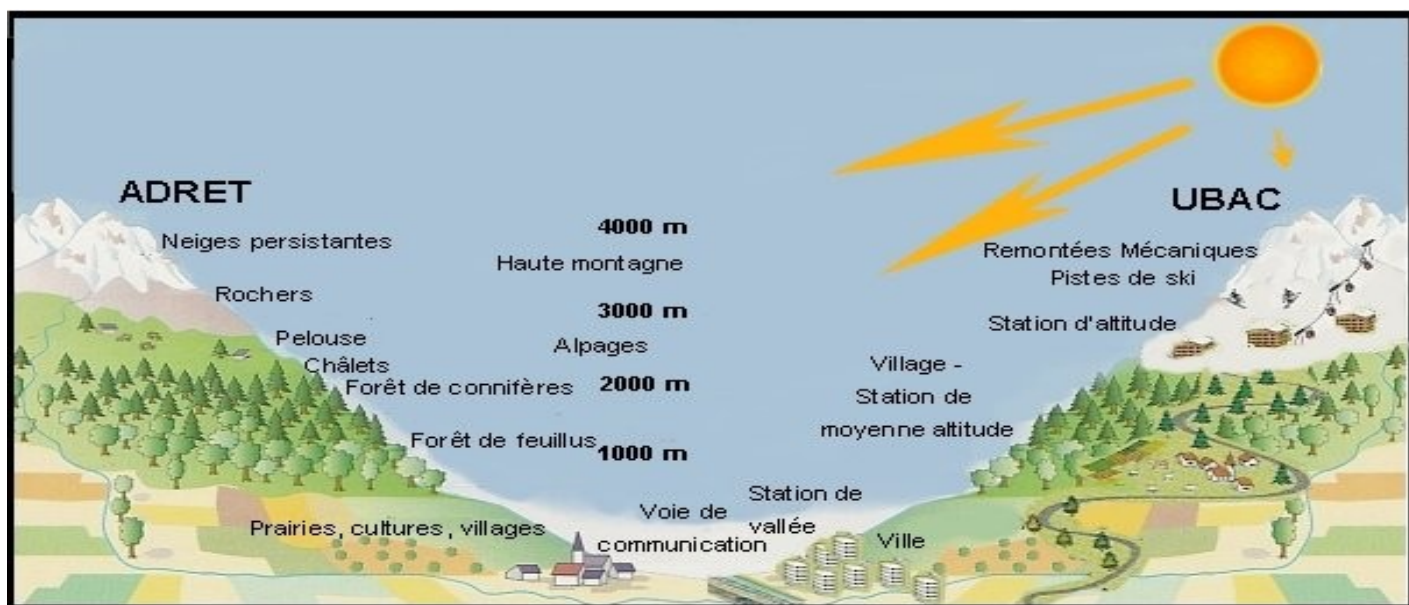 ADRET
UBAC
Neiges persistantes
4000 m
Haute montagne
Remontées Mécaniques
Pistes de ski
Rochers
3000 m
Station d'altitude
Pelouse
Alpages
Châlets
Forêt de connifères
2000 m
Village -
Station de
moyenne altitude
Forêt de feuillus
1000 m
Prairies, cultures, villages
Voie de
communication
Station de
vallée
Ville